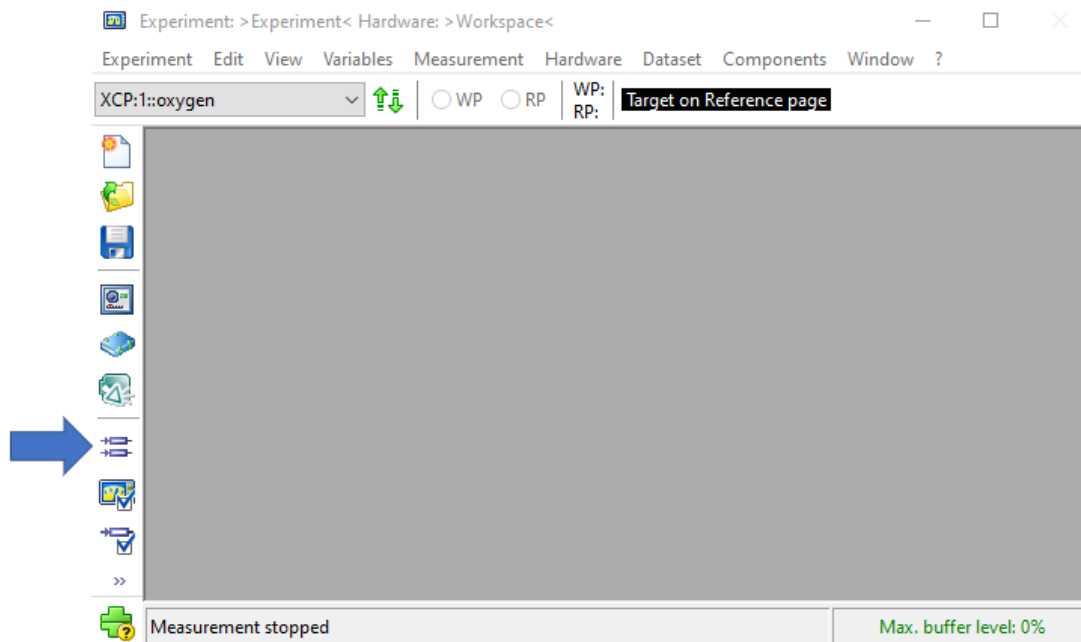 Experiment: >Experiment< Hardware: >Workspace<
Experiment Edit View Variables Measurement Hardware Dataset Components Window ?
XCP:1::oxygen WP RP WP: Target on Reference page
RP:
Measurement stopped Max. buffer level: 0%